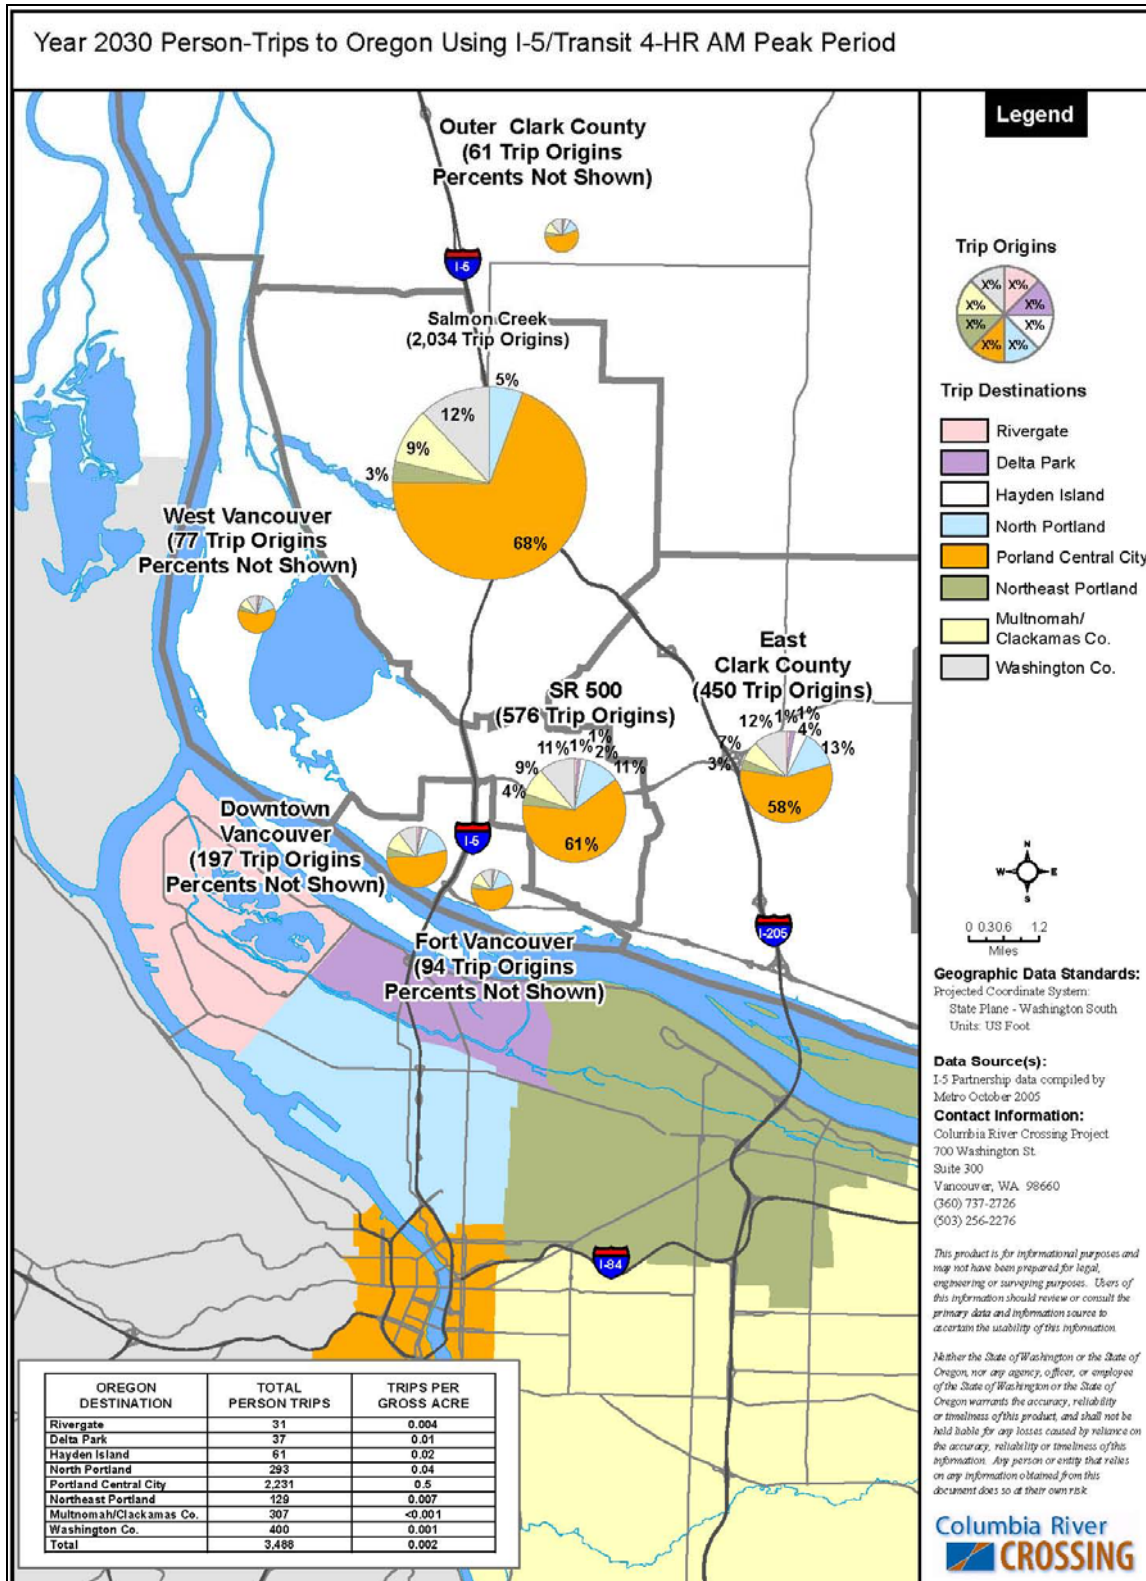 Year 2030 Person-Trips to Oregon Using I-5/Transit 4-HR AM Peak Period
Legend
Outer Clark County
(61 Trip Origins
Percents Not Shown)
I-5
Salmon Creek
(2,034 Trip Origins)
5%
12%
9%
3%
68%
West Vancouver
(77 Trip Origins
Percents Not Shown)
East
Clark County
(450 Trip Origins)
12% 1% 1%
4%
7%
13%
3%
58%
SR 500
(576 Trip Origins)
1%
11% 1% 2%
9%
11%
4%
61%
Downtown
Vancouver
(197 Trip Origins
Percents Not Shown)
I-5
Fort Vancouver
(94 Trip Origins
Percents Not Shown)
I-205
I-84
Trip Origins
X% X%
X% X%
X% X%
X% X%
Trip Destinations
Rivergate
Delta Park
Hayden Island
North Portland
Porland Central City
Northeast Portland
Multnomah/
Clackamas Co.
Washington Co.
N
W E
S
0 0.30.6 1.2
Miles
Geographic Data Standards:
Projected Coordinate System:
State Plane - Washington South
Units: US Foot
Data Source(s):
I-5 Partnership data compiled by
Metro October 2005
Contact Information:
Columbia River Crossing Project
700 Washington St.
Suite 300
Vancouver, WA 98660
(360) 737-2726
(503) 256-2276
This product is for informational purposes and
may not have been prepared for legal,
engineering or surveying purposes. Users of
this information should review or consult the
primary data and information source to
ascertain the usability of this information.
Neither the State of Washington or the State of
Oregon, nor any agency, officer, or employee
of the State of Washington or the State of
Oregon warrants the accuracy, reliability
or timeliness of this product, and shall not be
held liable for any losses caused by reliance on
the accuracy, reliability or timeliness of this
information. Any person or entity that relies
on any information obtained from this
document does so at their own risk.
Columbia River
CROSSING
OREGON DESTINATION TOTAL PERSON TRIPS TRIPS PER GROSS ACRE
Rivergate 31 0.004
Delta Park 37 0.01
Hayden Island 61 0.02
North Portland 293 0.04
Portland Central City 2,231 0.5
Northeast Portland 129 0.007
Multnomah/Clackamas Co. 307 <0.001
Washington Co. 400 0.001
Total 3,488 0.002